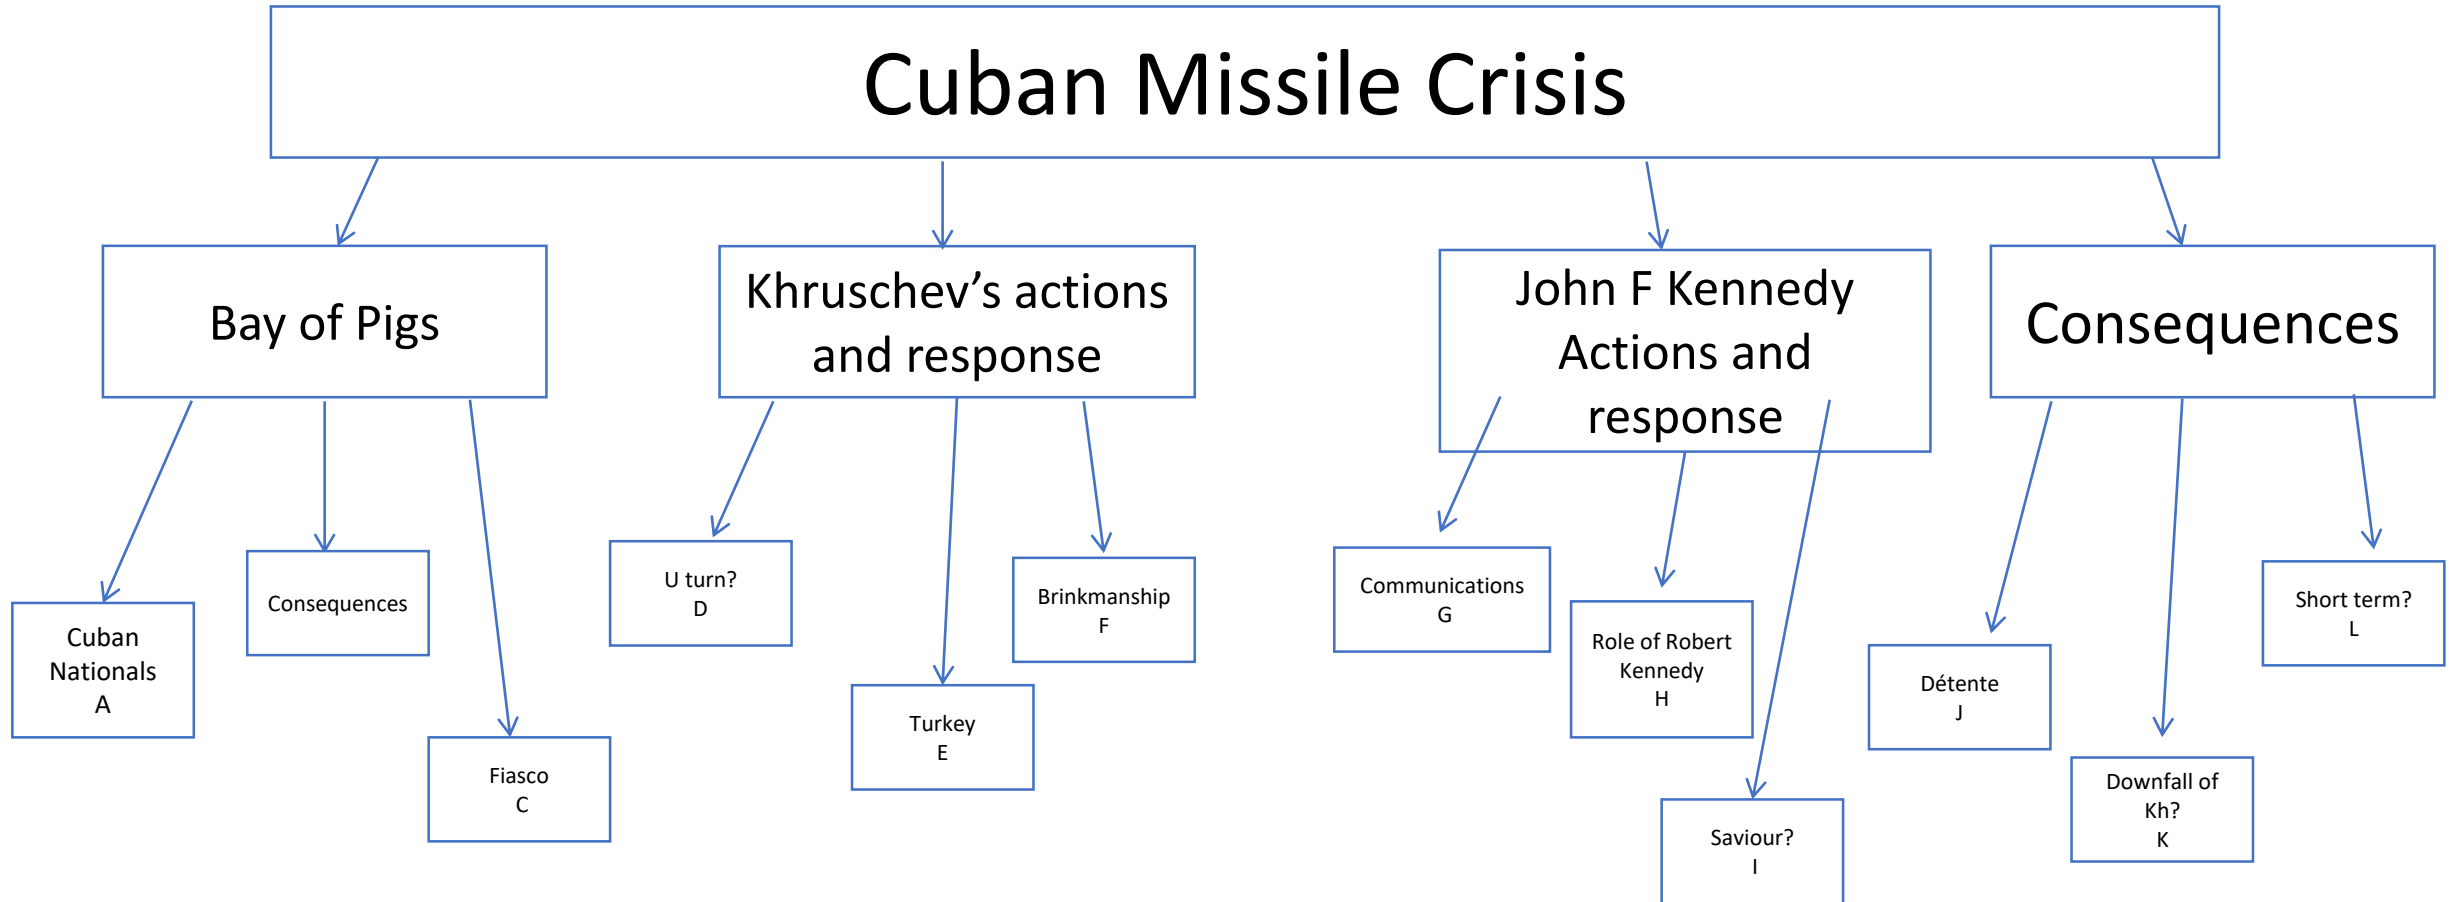 Cuban Missile Crisis
Bay of Pigs
Khruschev’s actions
and response
John F Kennedy
Actions and
response
Consequences
Cuban
Nationals
A
Consequences
Fiasco
C
U turn?
D
Turkey
E
Brinkmanship
F
Communications
G
Role of Robert
Kennedy
H
Saviour?
I
Détente
J
Downfall of
Kh?
K
Short term?
L